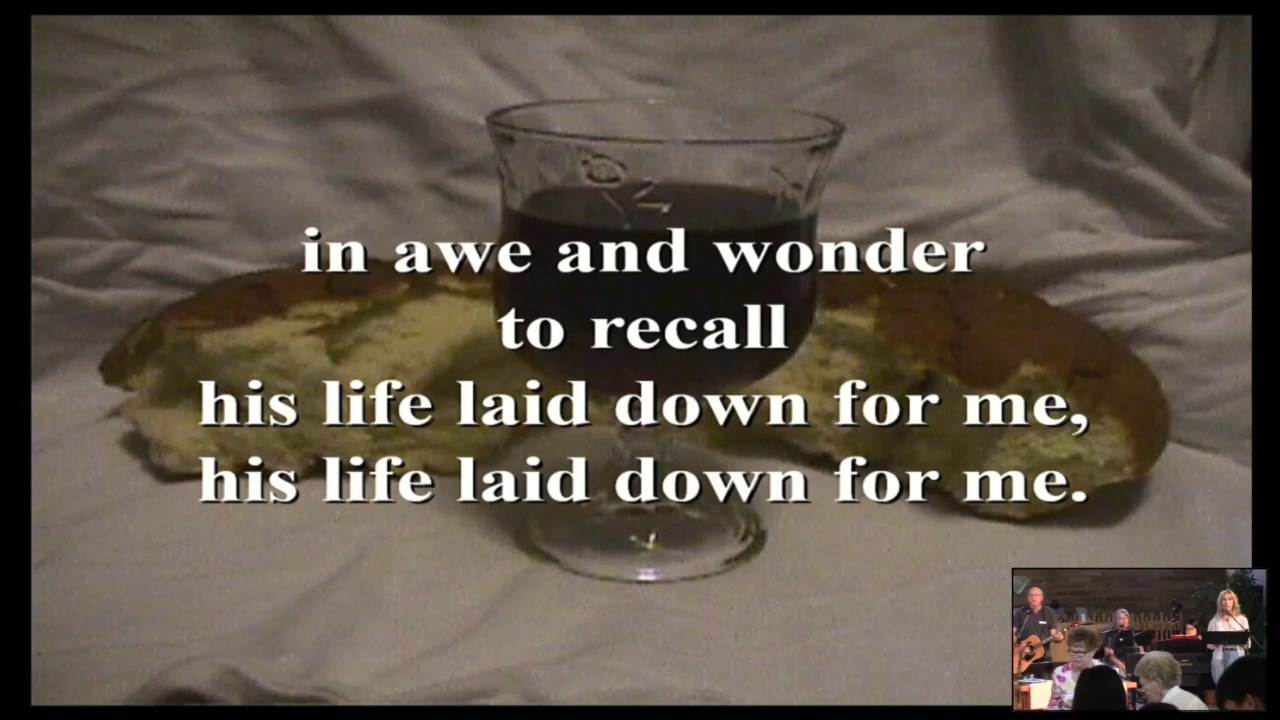 in awe and wonder
to recall
his life laid down for me,
his life laid down for me.